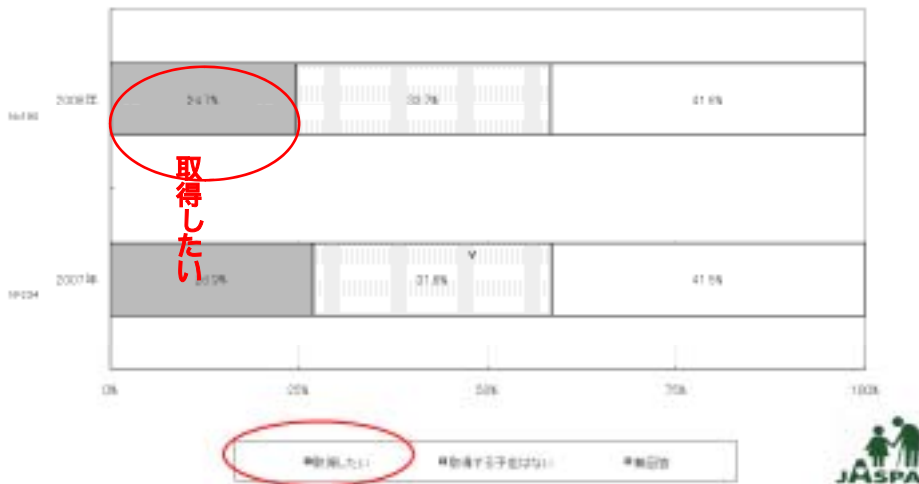 2008年
24.7%
33.7%
41.6%
取得したい
2007年
31.6%
41.5%
0%
25%
50%
75%
100%
取得したい
取得する予定はない
無回答
JASPA